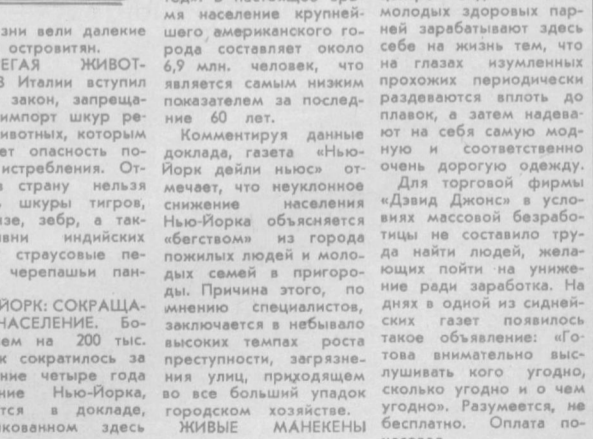 зни вели далекие
островитян.
ЕГАЯ ЖИВОТ-
В Италии вступил
закон, запреща-
импорт шкур ре-
ивотных, которым
ет опасность по-
истребления. От-
в страну нельзя
ь шкуры тигров,
зе, зебр, а так-
вни индийских
страусовые пе-
черепашьи пан-
ЙОРК: СОКРАЩА-
НАСЕЛЕНИЕ. Бо-
ем на 200 тыс.
к сократилось за
ние четыре года
ние Нью-Йорка,
тся в докладе,
икованном здесь
мя население крупней-
шего американского го-
рода составляет около
6,9 млн. человек, что
является самым низким
показателем за послед-
ние 60 лет.
Комментируя данные
доклада, газета «Нью-
Йорк дейли ньюс» от-
мечает, что неуклонное
снижение населения
Нью-Йорка объясняется
«бегством» из города
пожилых людей и моло-
дых семей в пригоро-
ды. Причина этого, по
мнению специалистов,
заключается в небывало
высоких темпах роста
преступности, загрязне-
ния улиц, приходящем
во все больший упадок
городском хозяйстве.
ЖИВЫЕ МАНЕКЕНЫ
молодых здоровых пар-
ней зарабатывают здесь
себе на жизнь тем, что
на глазах изумленных
прохожих периодически
раздеваются вплоть до
плавок, а затем надева-
ют на себя самую мод-
ную и соответственно
очень дорогую одежду.
Для торговой фирмы
«Дэвид Джонс» в усло-
виях массовой безрабо-
тицы не составило тру-
да найти людей, жела-
ющих пойти на униже-
ние ради заработка. На
днях в одной из сидней-
ских газет появилось
такое объявление: «Го-
това внимательно выс-
лушивать кого угодно,
сколько угодно и о чем
угодно». Разумеется, не
бесплатно. Оплата по-